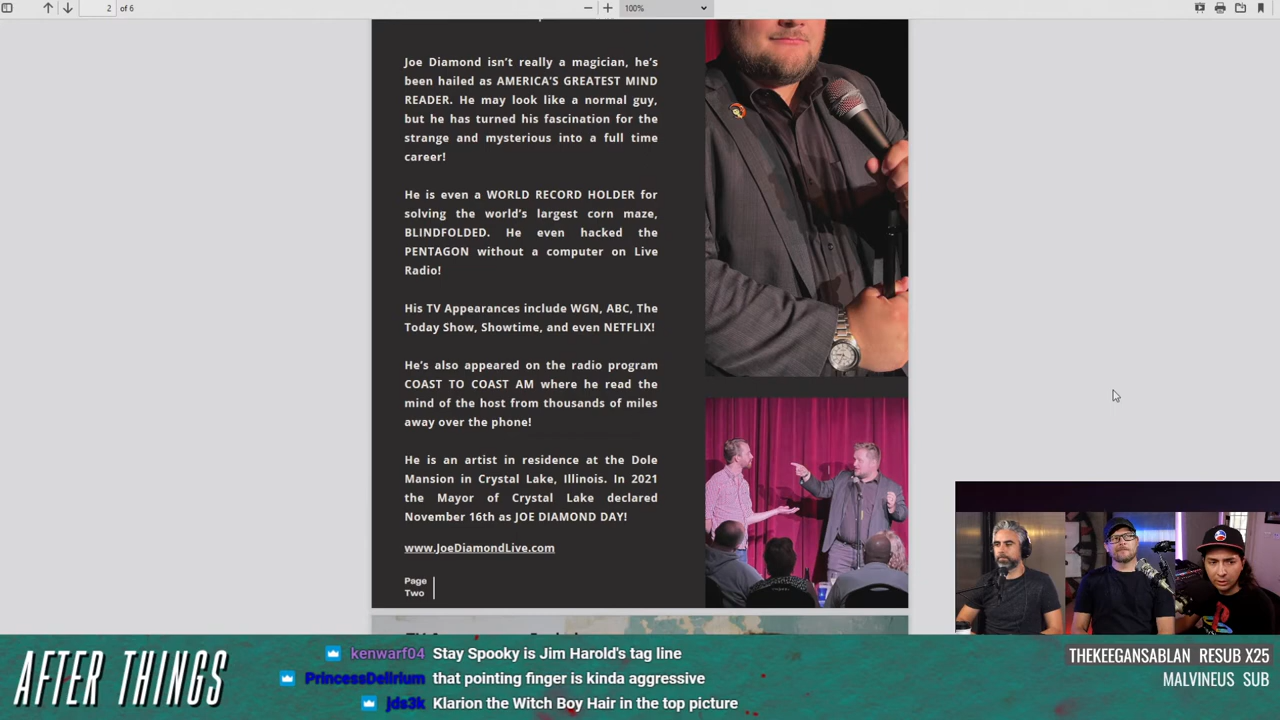 2 of 6
100%
Joe Diamond isn't really a magician, he's
been hailed as AMERICA'S GREATEST MIND
READER. He may look like a normal guy,
but he has turned his fascination for the
strange and mysterious into a full time
career!
He is even a WORLD RECORD HOLDER for
solving the world's largest corn maze,
BLINDFOLDED. He even hacked the
PENTAGON without a computer on Live
Radio!
His TV Appearances include WGN, ABC, The
Today Show, Showtime, and even NETFLIX!
He's also appeared on the radio program
COAST TO COAST AM where he read the
mind of the host from thousands of miles
away over the phone!
He is an artist in residence at the Dole
Mansion in Crystal Lake, Illinois. In 2021
the Mayor of Crystal Lake declared
November 16th as JOE DIAMOND DAY!
www.JoeDiamondLive.com
Page
Two
AFTER THINGS
kenwarf04 Stay Spooky is Jim Harold's tag line
PrincessDelirium that pointing finger is kinda aggressive
jds3k Klarion the Witch Boy Hair in the top picture
THEKEEGANSABLAN RESUB X25
MALVINEUS SUB